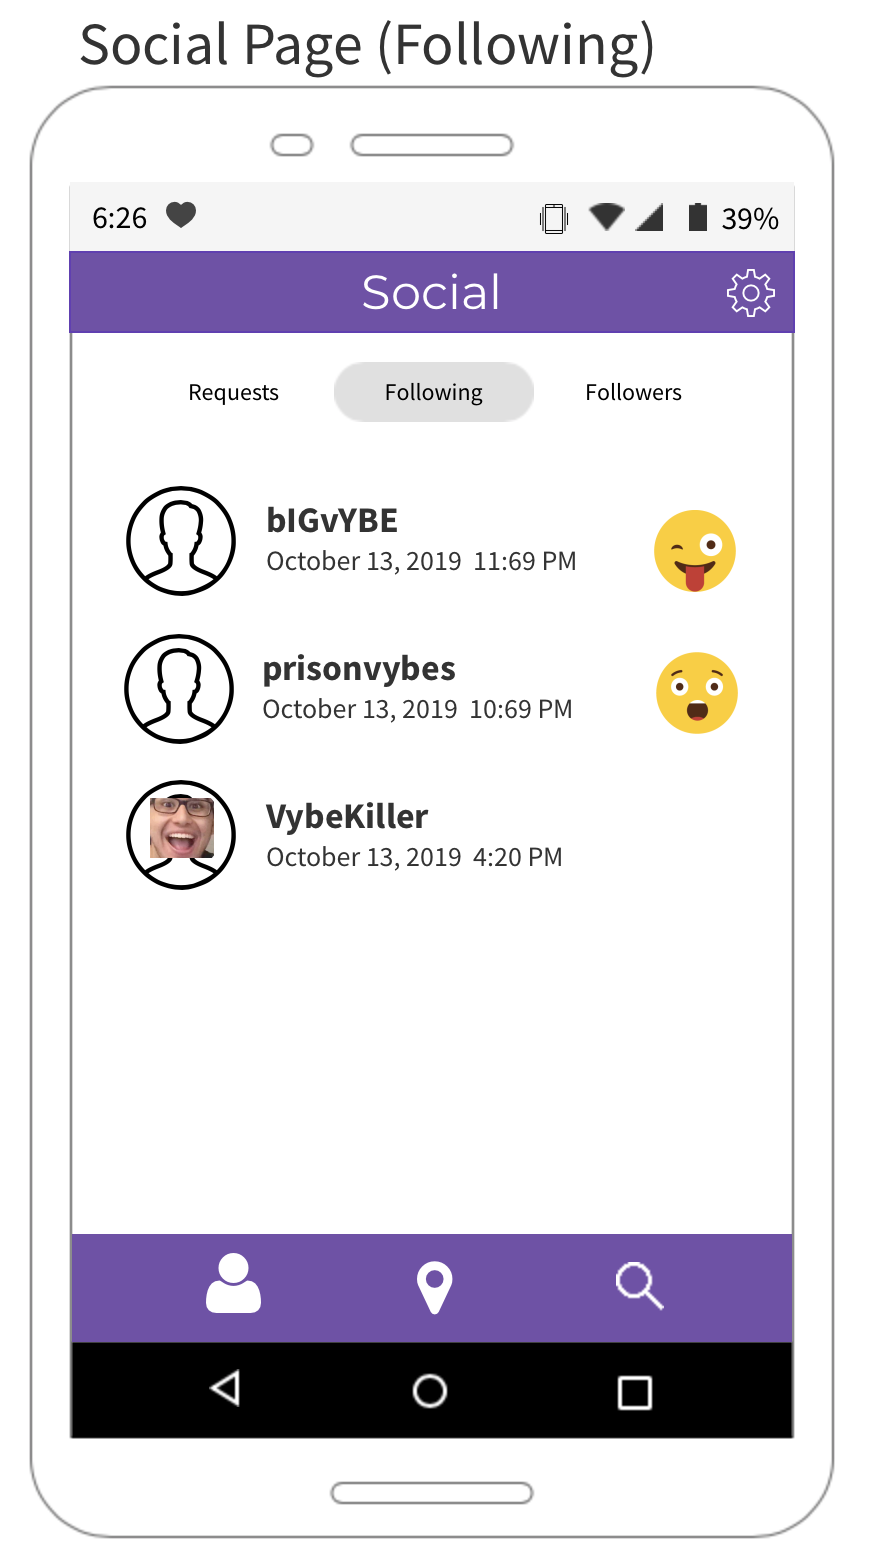 Social Page (Following)
6:26 39%
Social
Requests Following Followers
bIGvYBE
October 13, 2019 11:69 PM
prisonvybes
October 13, 2019 10:69 PM
VybeKiller
October 13, 2019 4:20 PM